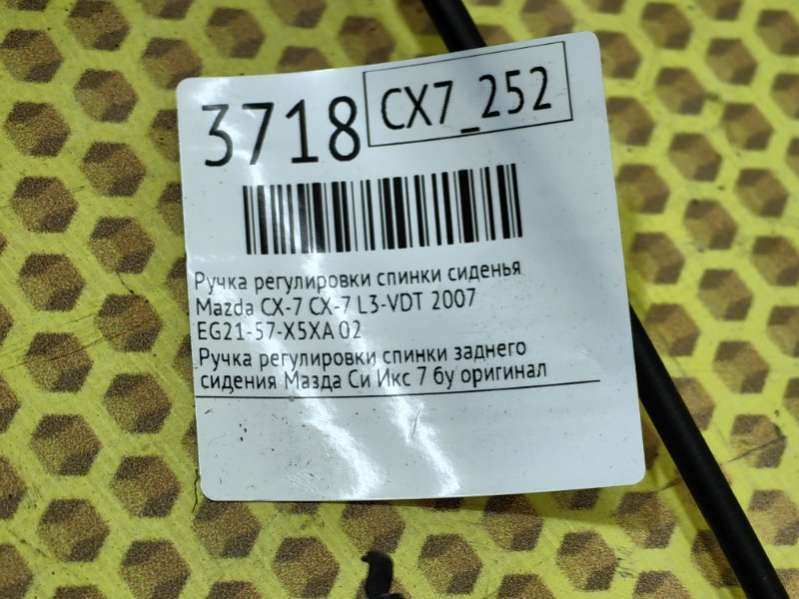 3718 CX7_252
Ручка регулировки спинки сиденья
Mazda CX-7 CX-7 L3-VDT 2007
EG21-57-X5XA 02
Ручка регулировки спинки заднего
сидения Мазда Си Икс 7 бу оригинал